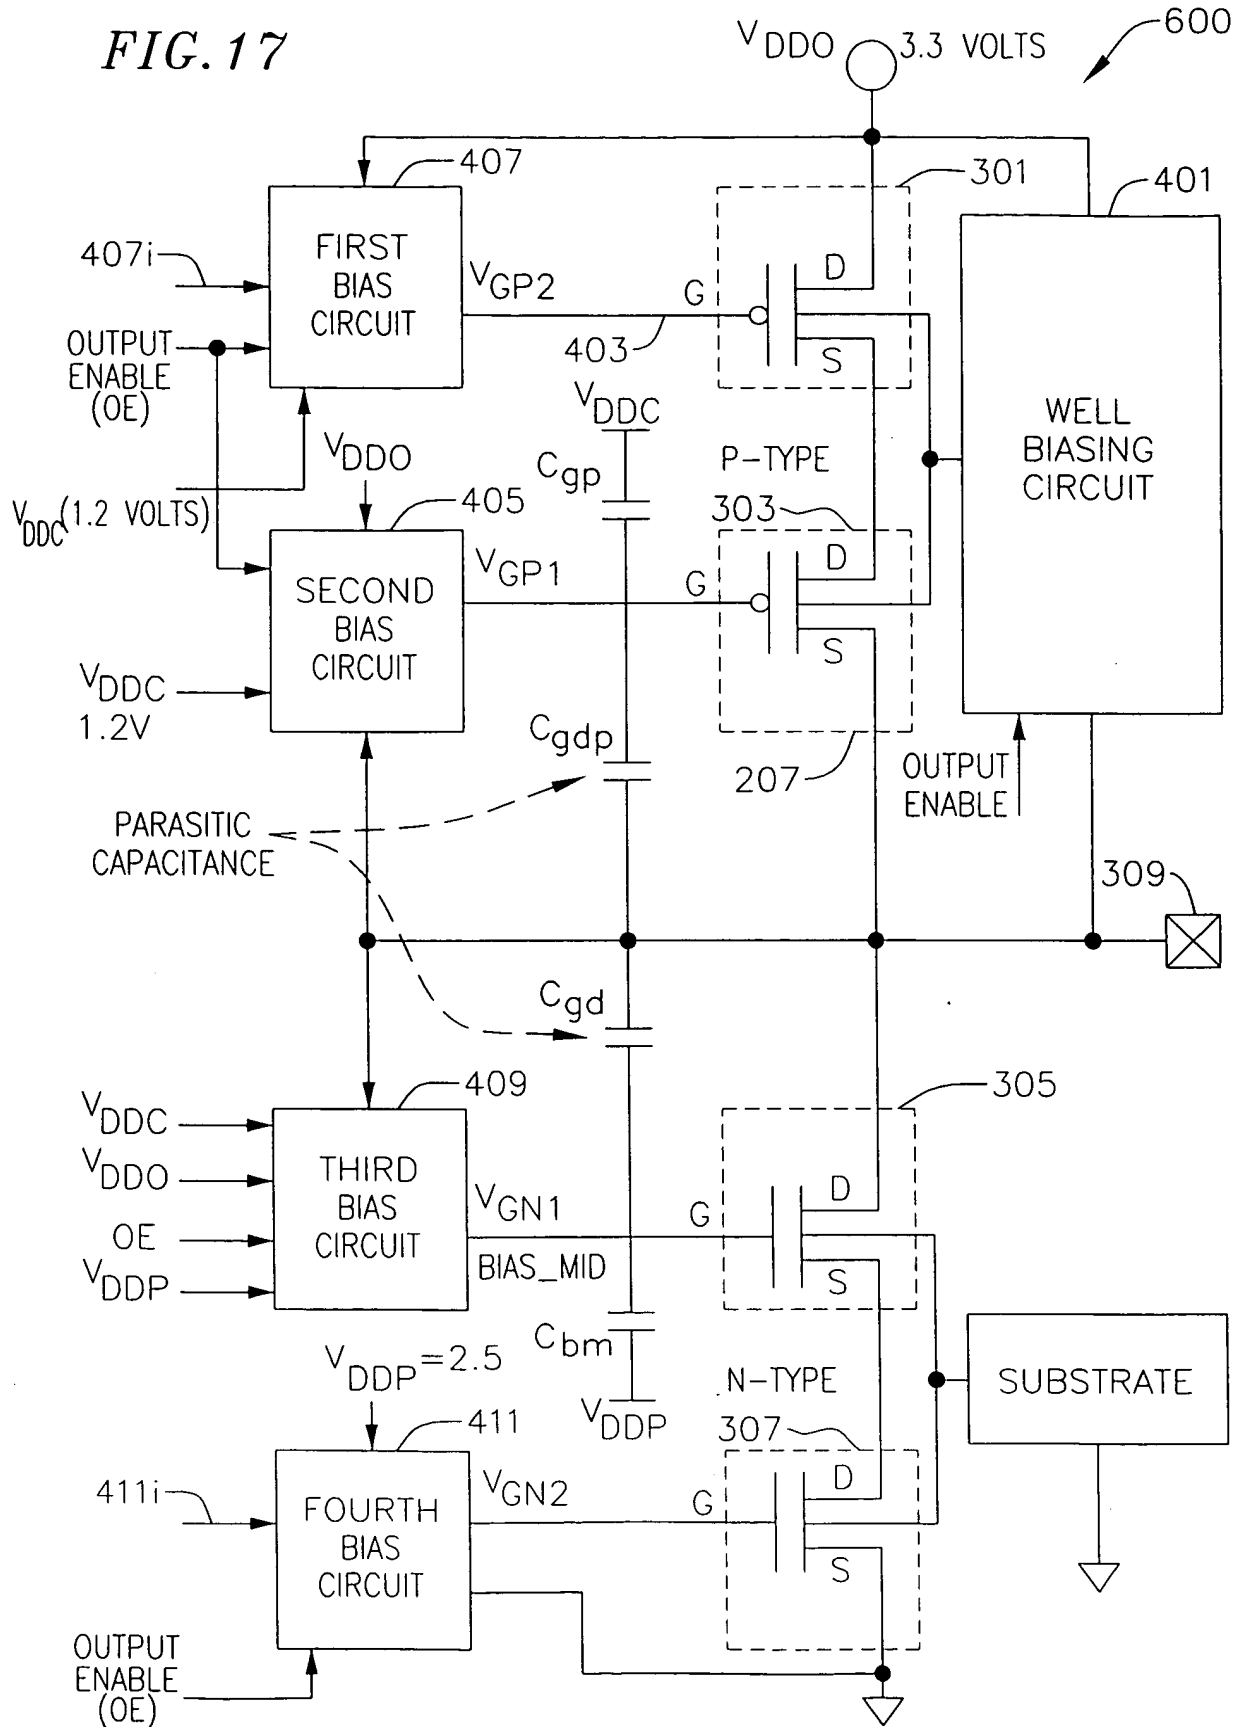 FIG. 17
VDDO 3.3 VOLTS
600
407
301
401
407i
FIRST
BIAS
CIRCUIT
VGP2
G
D
S
403
OUTPUT
ENABLE
(OE)
VDDC (1.2 VOLTS)
VDDC
Cgp
P-TYPE
WELL
BIASING
CIRCUIT
VDDO
405
303
SECOND
BIAS
CIRCUIT
VGP1
G
D
S
VDDC
1.2V
Cgdp
207
OUTPUT
ENABLE
PARASITIC
CAPACITANCE
309
Cgd
409
305
VDDC
VDDO
OE
VDDP
THIRD
BIAS
CIRCUIT
VGN1
BIAS_MID
G
D
S
Cbm
VDDP=2.5
VDDP
N-TYPE
SUBSTRATE
411
307
411i
FOURTH
BIAS
CIRCUIT
VGN2
G
D
S
OUTPUT
ENABLE
(OE)